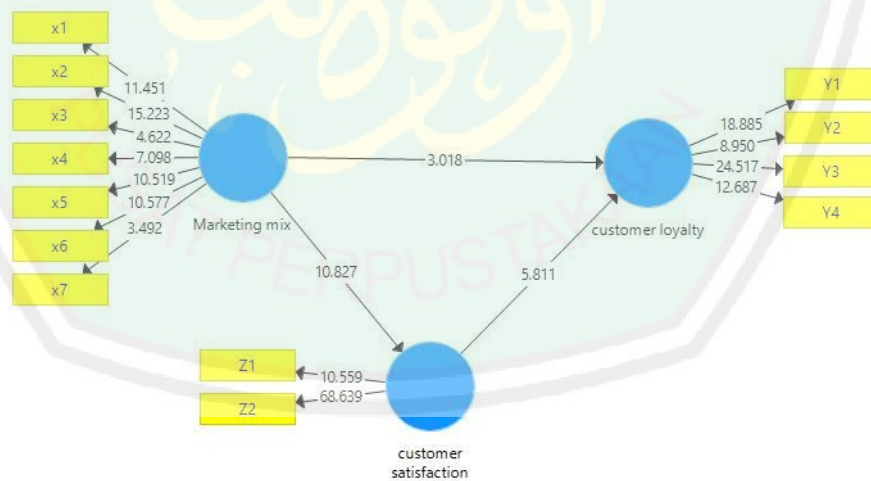 x1
x2
x3
x4
x5
x6
x7
11.451
15.223
4.622
7.098
10.519
10.577
3.492
Marketing mix
3.018
10.827
5.811
customer loyalty
18.885
8.950
24.517
12.687
Y1
Y2
Y3
Y4
Z1
Z2
10.559
68.639
customer
satisfaction
PERPUSTAKAAN